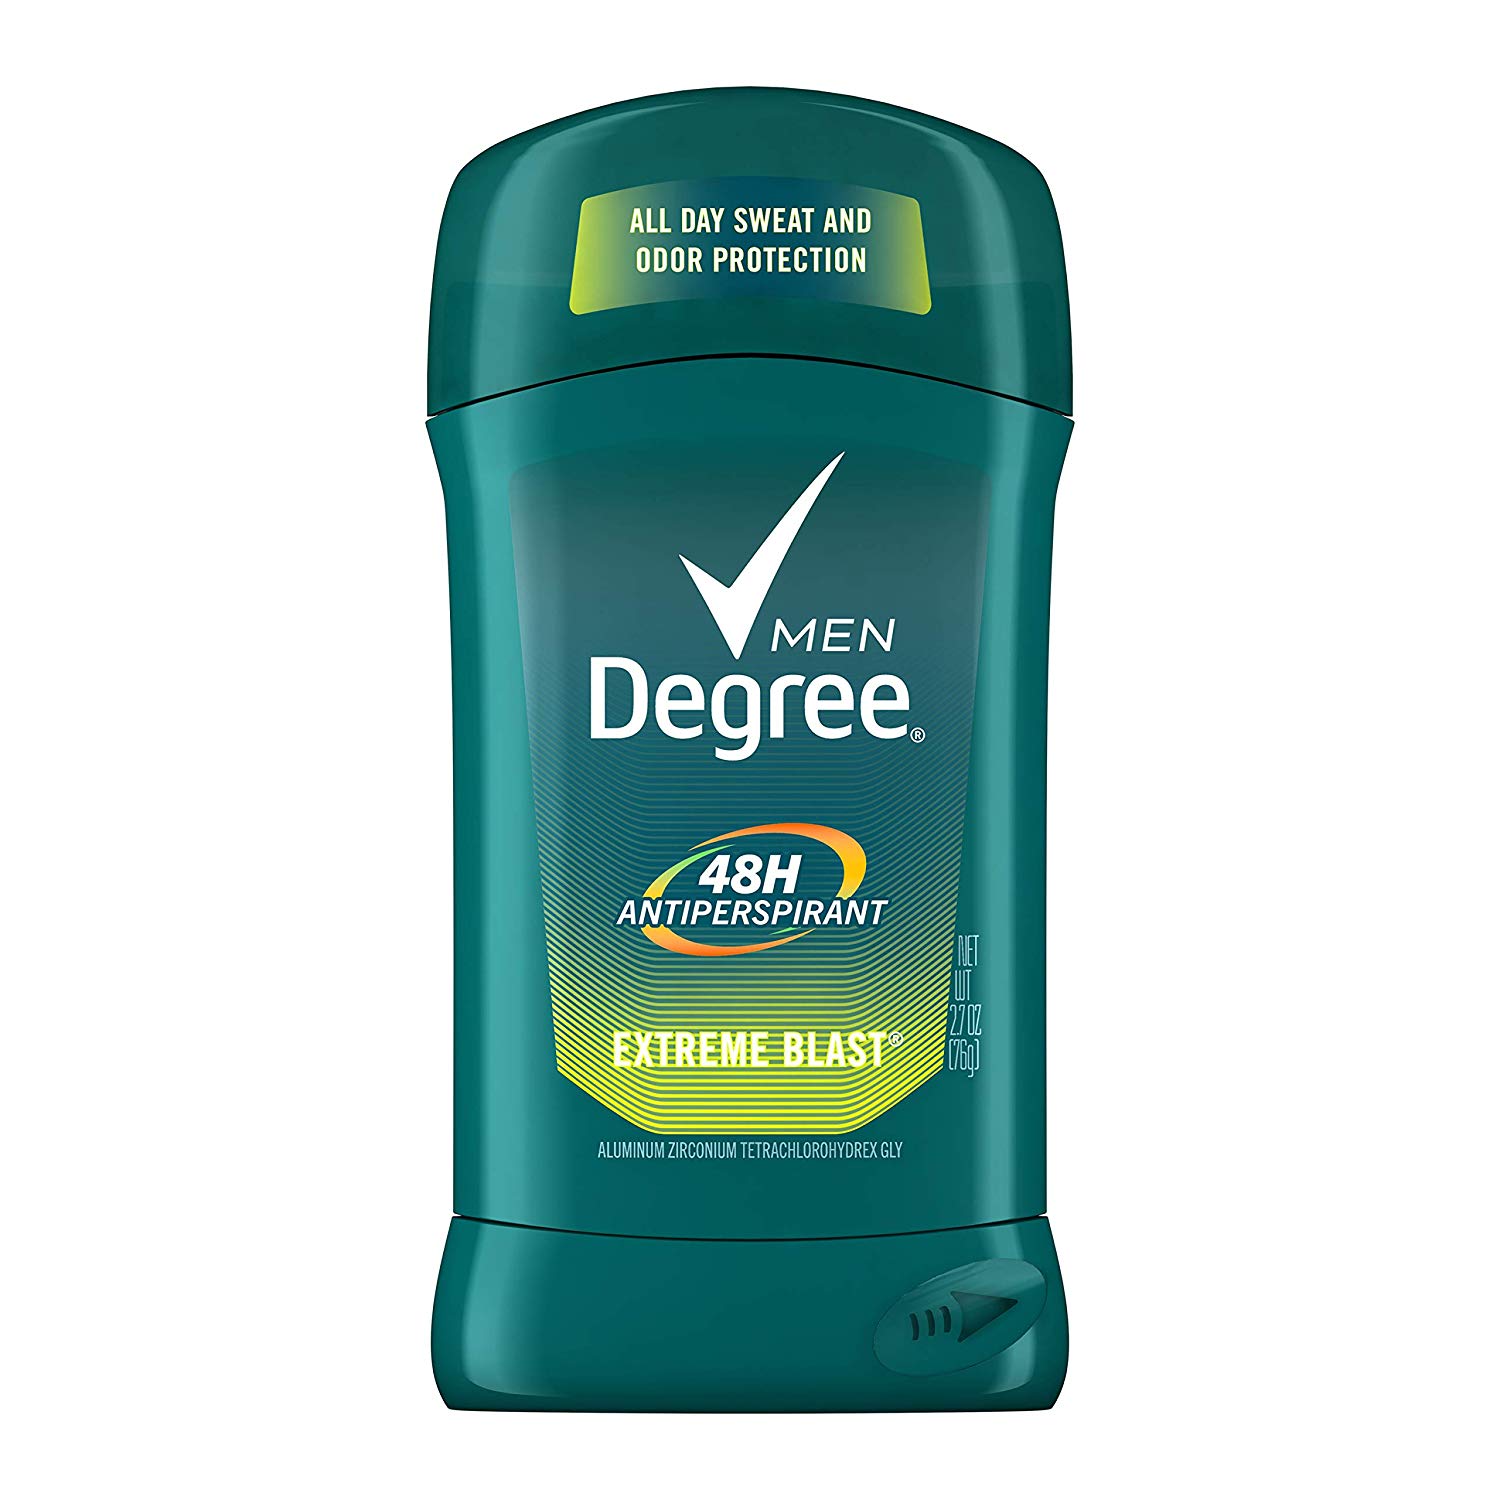 ALL DAY SWEAT AND
ODOR PROTECTION
MEN
Degree®
48H
ANTIPERSPIRANT
EXTREME BLAST®
NET
WT
2.7 OZ
(76g)
ALUMINUM ZIRCONIUM TETRACHLOROHYDREX GLY